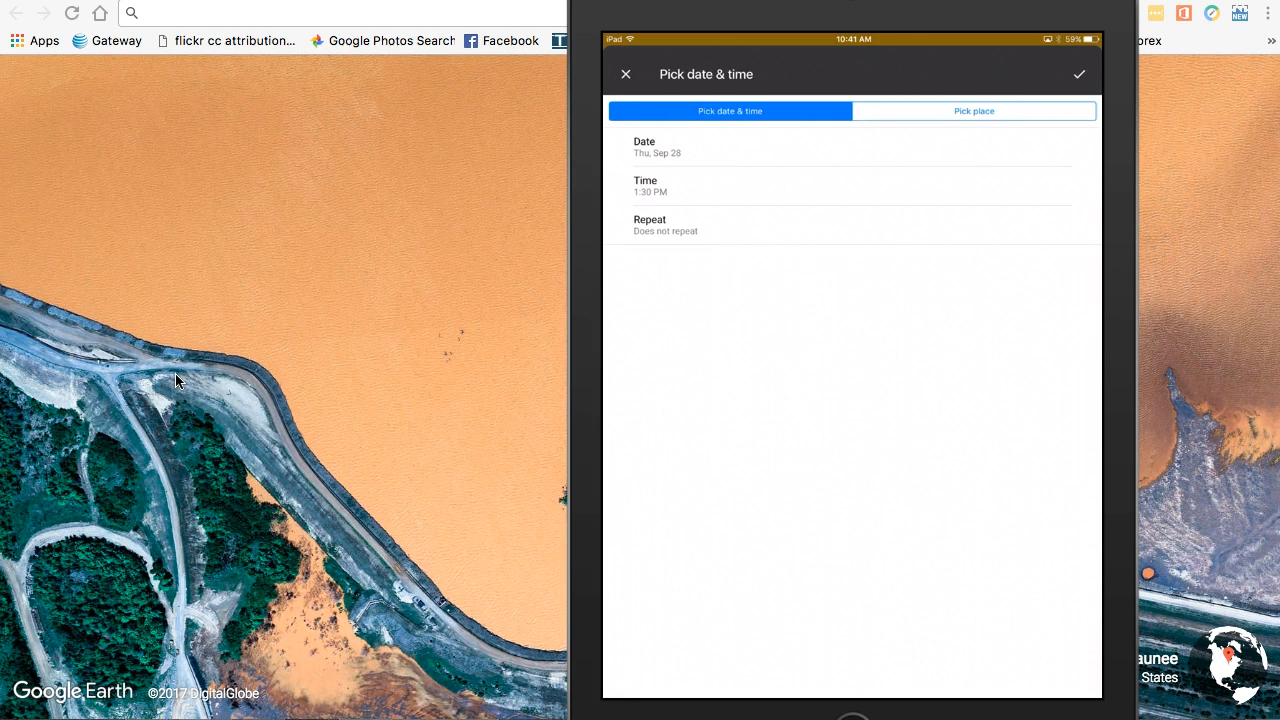 Apps
Gateway
flickr cc attribution...
Google Photos Search
Facebook
T
orex
»
NEW
iPad
10:41 AM
59%
Pick date & time
Pick date & time
Pick place
Date
Thu, Sep 28
Time
1:30 PM
Repeat
Does not repeat
Google Earth
©2017 DigitalGlobe
aunee
States